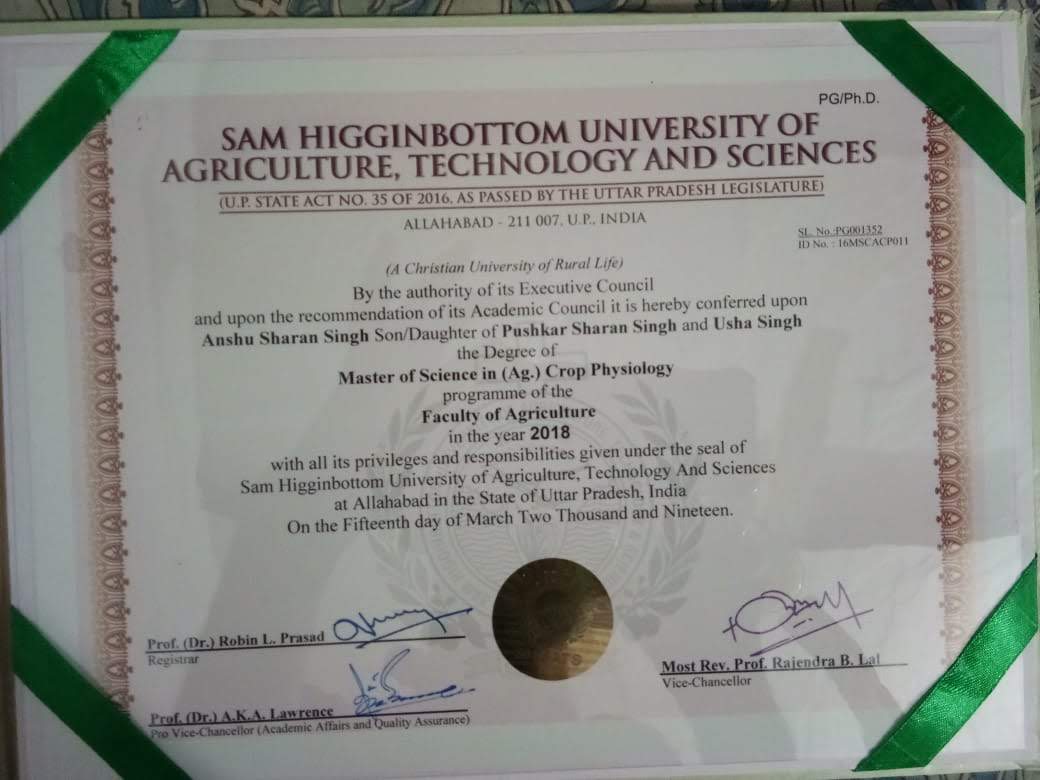 PG/Ph.D.
SAM HIGGINBOTTOM UNIVERSITY OF
AGRICULTURE, TECHNOLOGY AND SCIENCES
(U.P. STATE ACT NO. 35 OF 2016, AS PASSED BY THE UTTAR PRADESH LEGISLATURE)
ALLAHABAD - 211 007, U.P., INDIA
SL. No.:PG001352
ID No. : 16MSCACP011
(A Christian University of Rural Life)
By the authority of its Executive Council
and upon the recommendation of its Academic Council it is hereby conferred upon
Anshu Sharan Singh Son/Daughter of Pushkar Sharan Singh and Usha Singh
the Degree of
Master of Science in (Ag.) Crop Physiology
programme of the
Faculty of Agriculture
in the year 2018
with all its privileges and responsibilities given under the seal of
Sam Higginbottom University of Agriculture, Technology And Sciences
at Allahabad in the State of Uttar Pradesh, India
On the Fifteenth day of March Two Thousand and Nineteen.
Prof. (Dr.) Robin L. Prasad
Registrar
Prof. (Dr.) A.K.A. Lawrence
Pro Vice-Chancellor (Academic Affairs and Quality Assurance)
Most Rev. Prof. Rajendra B. Lal
Vice-Chancellor